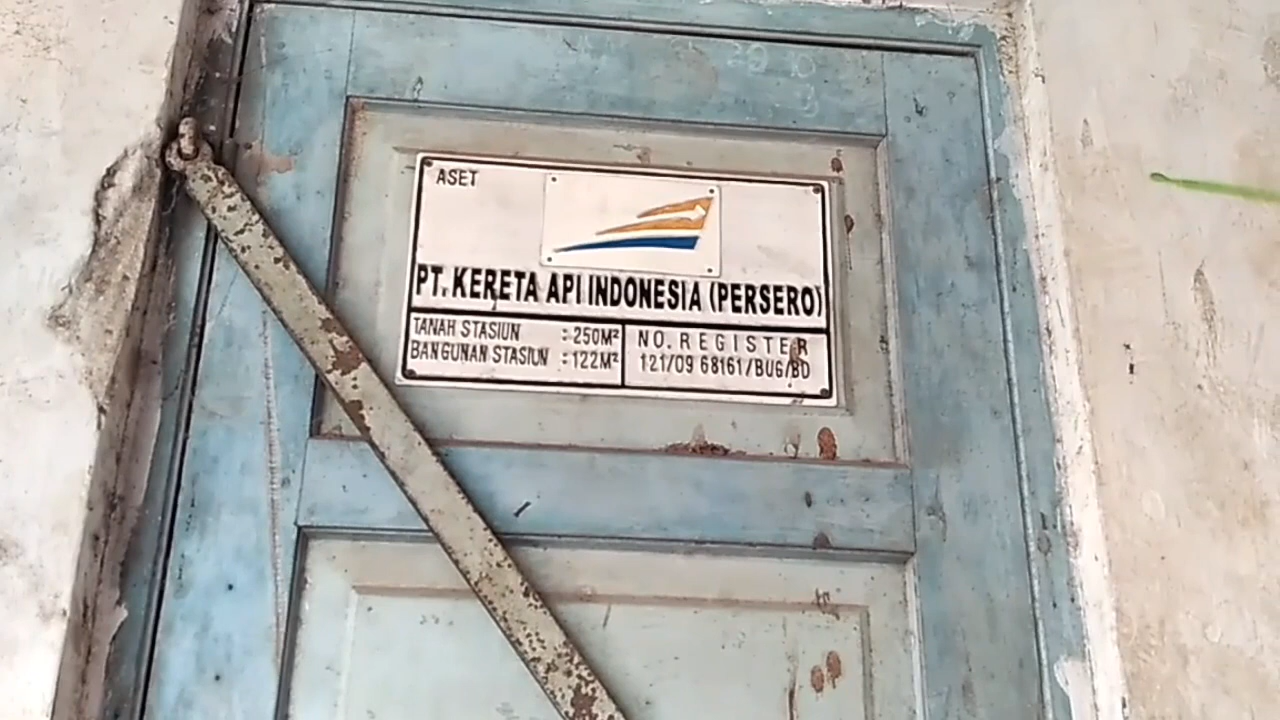 ASET
PT. KERETA API INDONESIA (PERSERO)
TANAH STASIUN : 250M²
BANGUNAN STASIUN : 122M²
NO. REGISTER
121/09 68161/BUG/BD